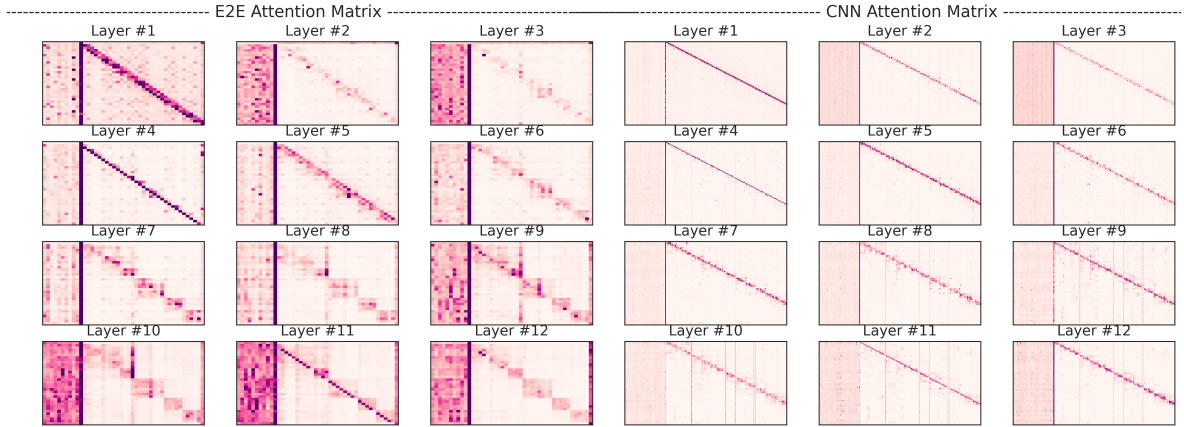 E2E Attention Matrix
CNN Attention Matrix
Layer #1
Layer #2
Layer #3
Layer #1
Layer #2
Layer #3
Layer #4
Layer #5
Layer #6
Layer #4
Layer #5
Layer #6
Layer #7
Layer #8
Layer #9
Layer #7
Layer #8
Layer #9
Layer #10
Layer #11
Layer #12
Layer #10
Layer #11
Layer #12